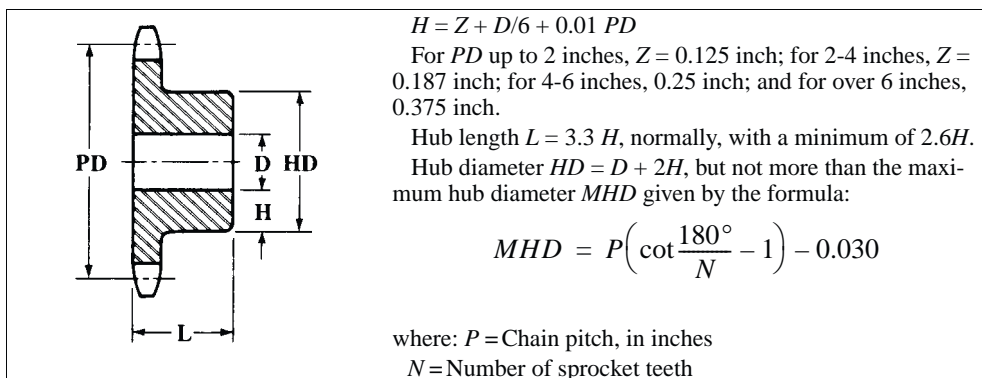 H = Z + D/6 + 0.01 PD
For PD up to 2 inches, Z = 0.125 inch; for 2-4 inches, Z =
0.187 inch; for 4-6 inches, 0.25 inch; and for over 6 inches,
0.375 inch.
Hub length L = 3.3 H, normally, with a minimum of 2.6H.
Hub diameter HD = D + 2H, but not more than the maxi-
mum hub diameter MHD given by the formula:
MHD = P(cot 180°/N – 1) – 0.030
where: P = Chain pitch, in inches
N = Number of sprocket teeth
PD
D
HD
H
L